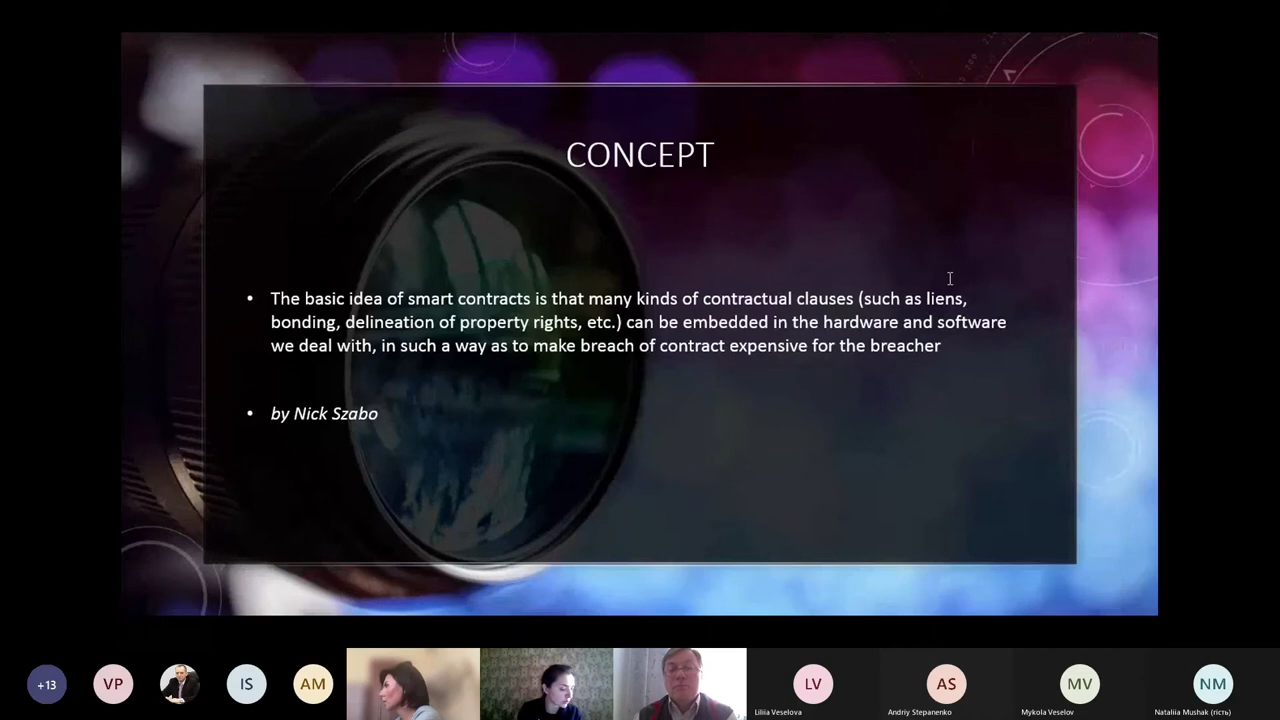 CONCEPT
• The basic idea of smart contracts is that many kinds of contractual clauses (such as liens,
bonding, delineation of property rights, etc.) can be embedded in the hardware and software
we deal with, in such a way as to make breach of contract expensive for the breacher
• by Nick Szabo
+13
VP
IS
AM
LV
AS
MV
NM
Liliia Veselova
Andriy Stepanenko
Mykola Veselov
Nataliia Mushak (гість)